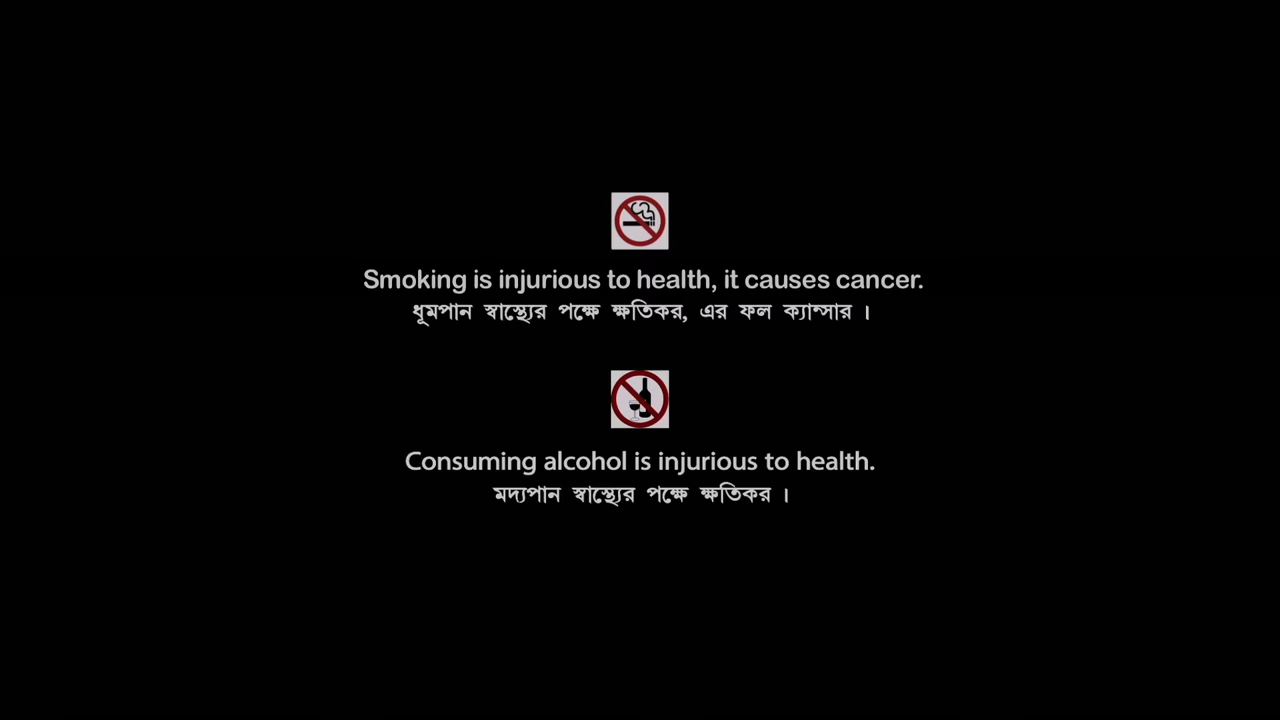 Smoking is injurious to health, it causes cancer.
ধূমপান স্বাস্থ্যের পক্ষে ক্ষতিকর, এর ফল ক্যান্সার ।
Consuming alcohol is injurious to health.
মদ্যপান স্বাস্থ্যের পক্ষে ক্ষতিকর ।